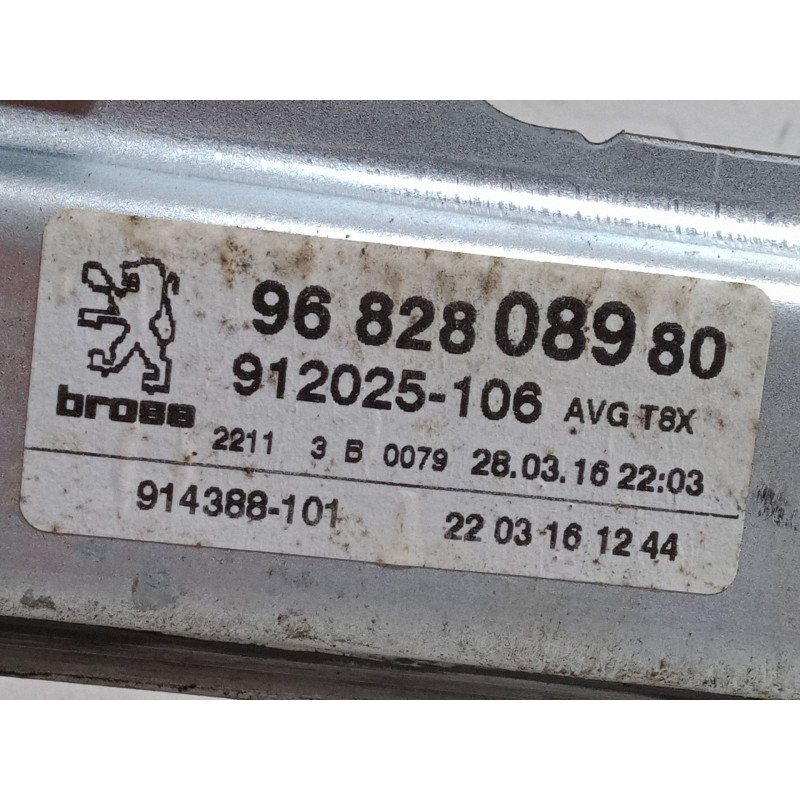 96 828 089 80
brose
912025-106 AVG T8X
2211 3 B 0079 28.03.16 22:03
914388-101 22 03 16 12 44